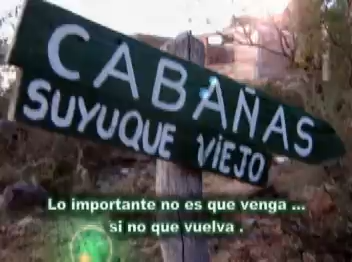 CABAÑAS
SUYUQUE VIEJO
Lo importante no es que venga ...
si no que vuelva .